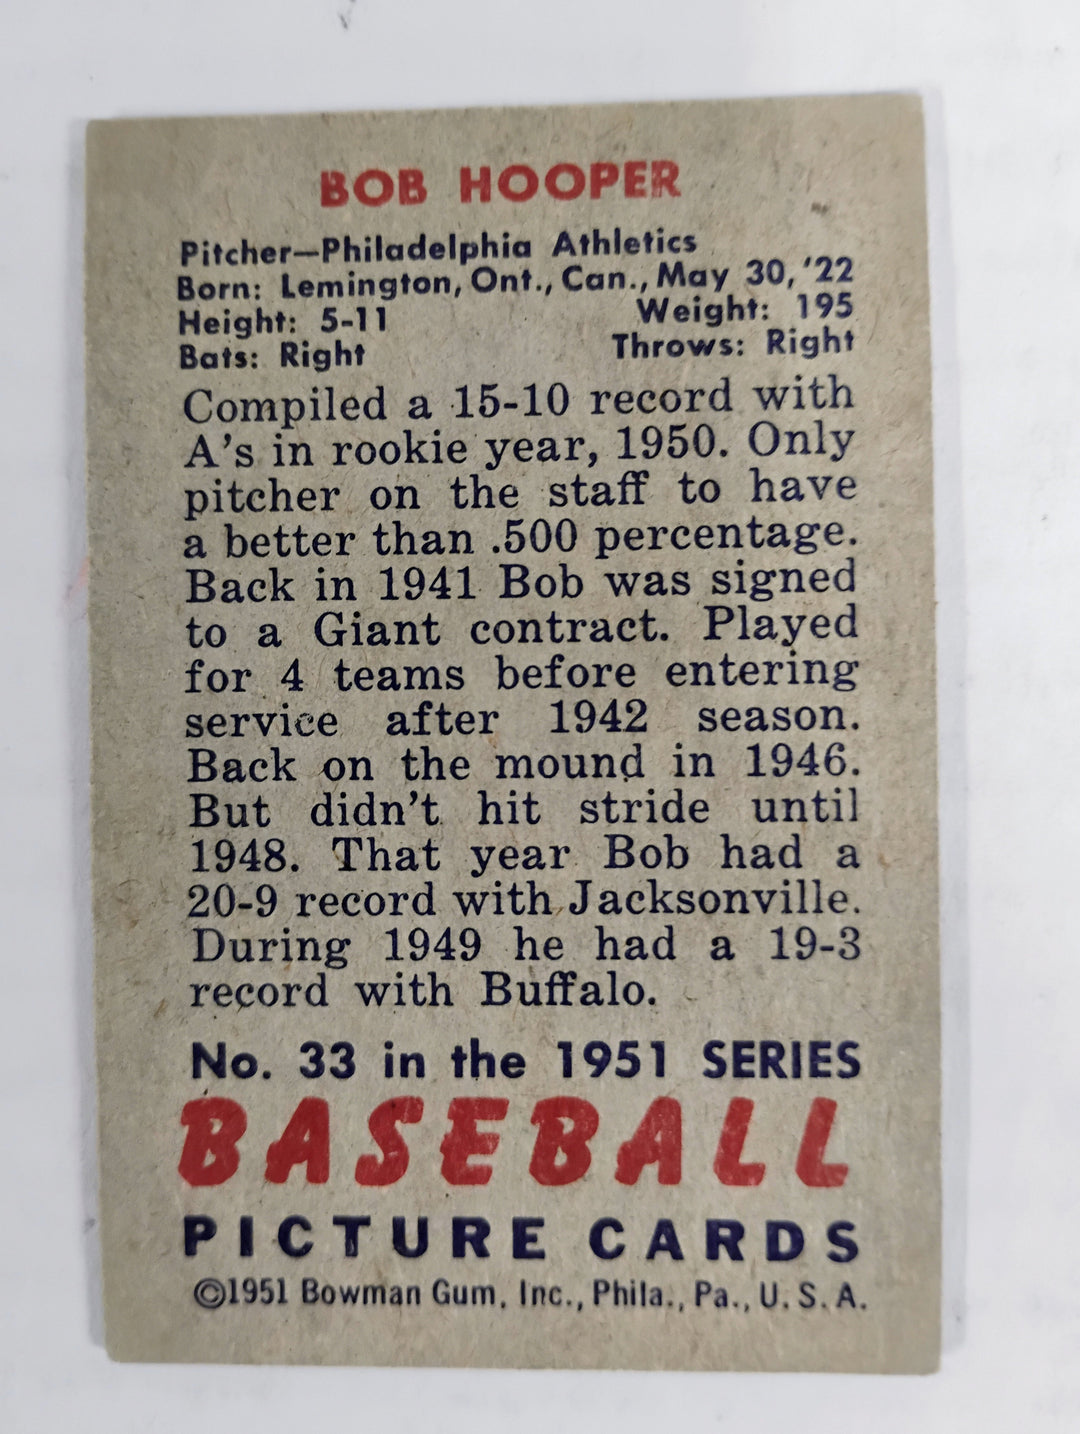 BOB HOOPER
Pitcher—Philadelphia Athletics
Born: Lemington, Ont., Can., May 30, '22
Height: 5-11 Weight: 195
Bats: Right Throws: Right
Compiled a 15-10 record with
A's in rookie year, 1950. Only
pitcher on the staff to have
a better than .500 percentage.
Back in 1941 Bob was signed
to a Giant contract. Played
for 4 teams before entering
service after 1942 season.
Back on the mound in 1946.
But didn't hit stride until
1948. That year Bob had a
20-9 record with Jacksonville.
During 1949 he had a 19-3
record with Buffalo.
No. 33 in the 1951 SERIES
BASEBALL
PICTURE CARDS
©1951 Bowman Gum, Inc., Phila., Pa., U. S. A.